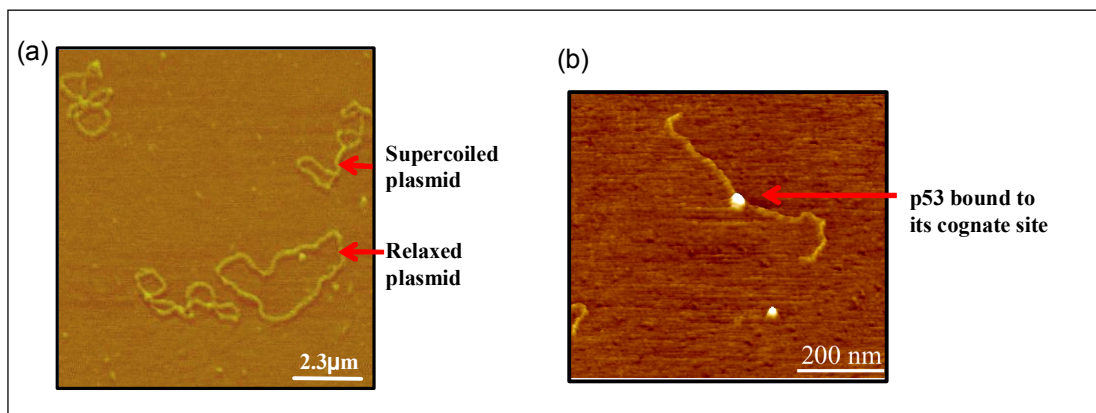 (a)
Supercoiled
plasmid
Relaxed
plasmid
2.3μm
(b)
p53 bound to
its cognate site
200 nm